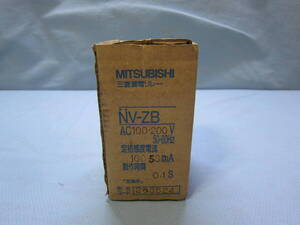 MITSUBISHI
三菱漏電リレー
NV-ZB
AC100-200V
50-60Hz
定格感度電流
mA
動作時間
0.1S